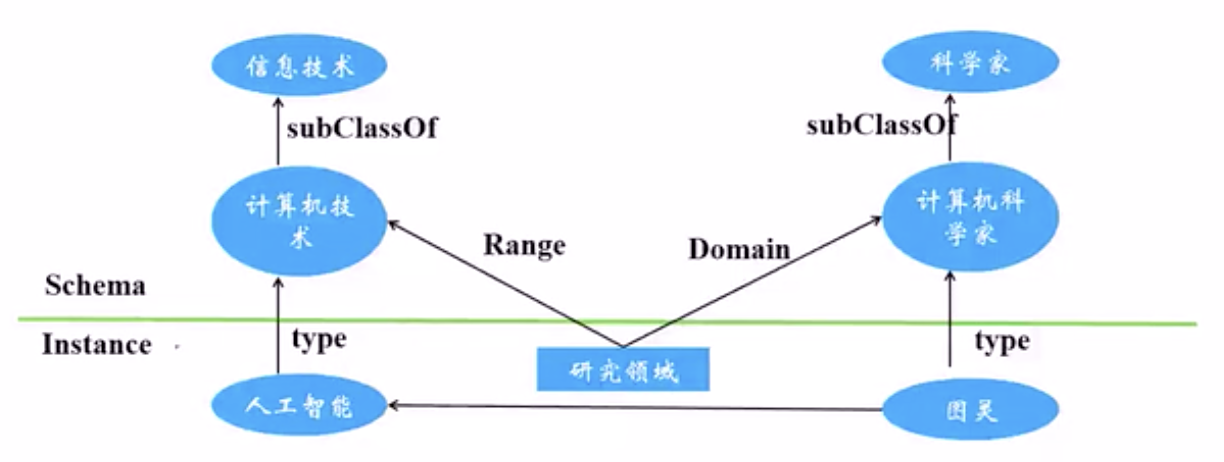 信息技术
科学家
subClassOf
subClassOf
计算机技
术
计算机科
学家
Range
Domain
Schema
Instance
type
type
研究领域
人工智能
图灵